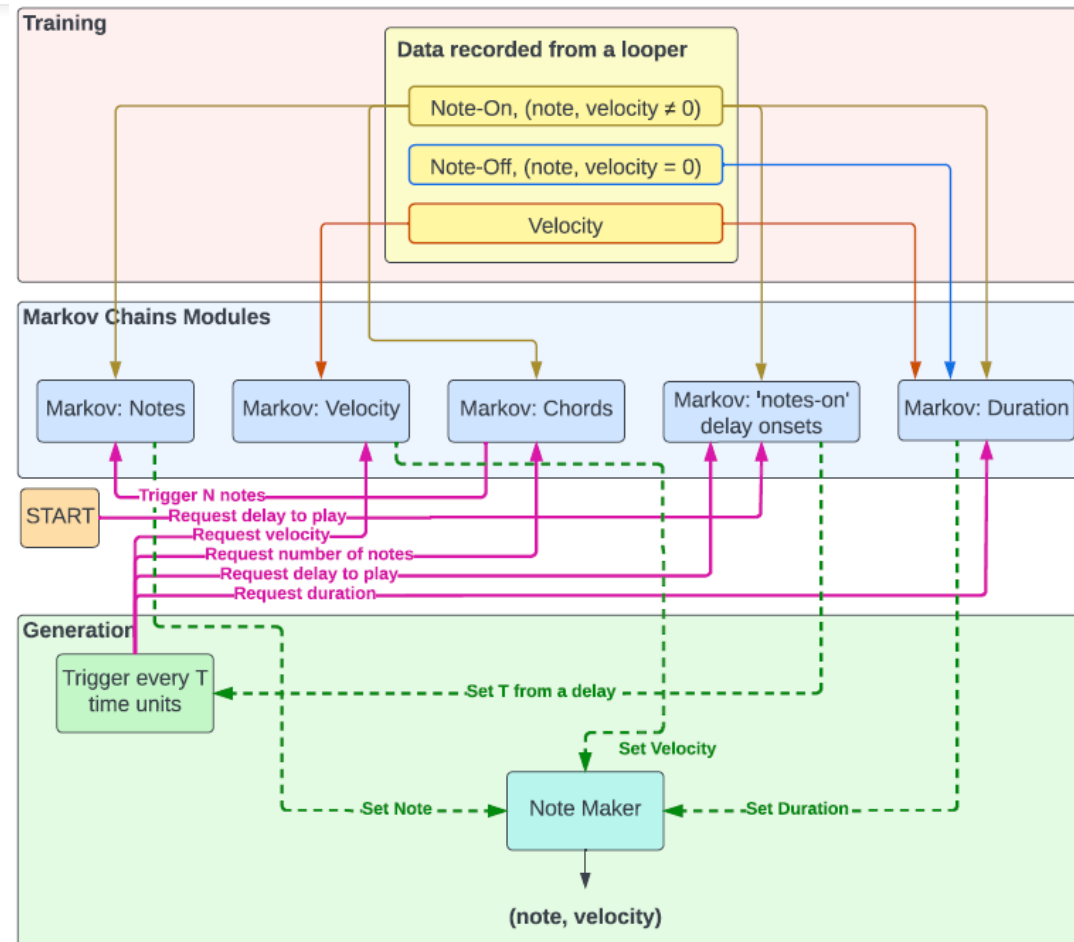 Training
Data recorded from a looper
Note-On, (note, velocity ≠ 0)
Note-Off, (note, velocity = 0)
Velocity
Markov Chains Modules
Markov: Notes
Markov: Velocity
Markov: Chords
Markov: 'notes-on'
delay onsets
Markov: Duration
Trigger N notes
START
Request delay to play
Request velocity
Request number of notes
Request delay to play
Request duration
Generation
Trigger every T
time units
Set T from a delay
Set Velocity
Set Note
Note Maker
Set Duration
(note, velocity)